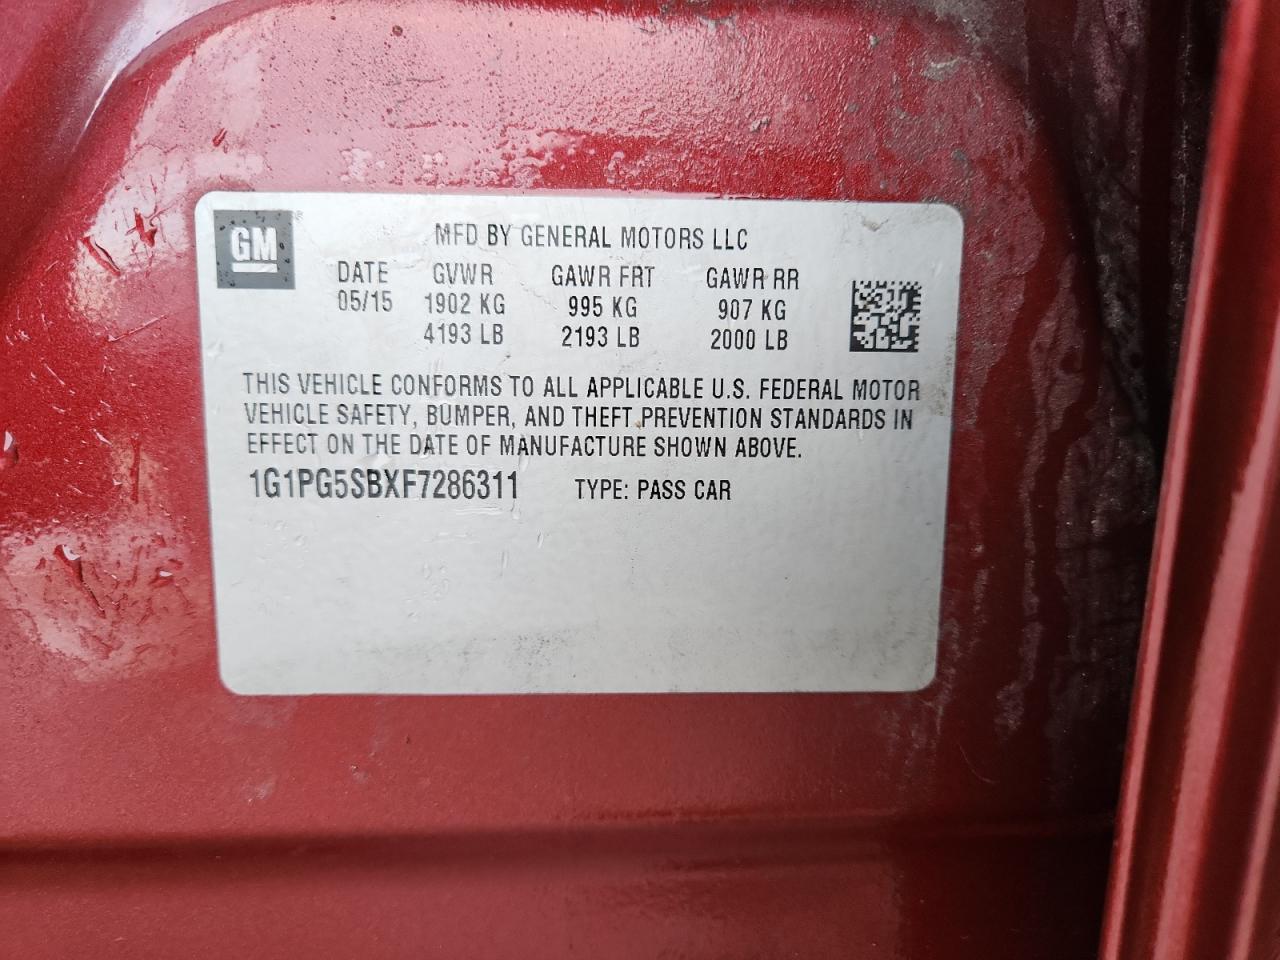 GM
MFD BY GENERAL MOTORS LLC
DATE GVWR GAWR FRT GAWR RR
05/15 1902 KG 995 KG 907 KG
4193 LB 2193 LB 2000 LB
THIS VEHICLE CONFORMS TO ALL APPLICABLE U.S. FEDERAL MOTOR
VEHICLE SAFETY, BUMPER, AND THEFT PREVENTION STANDARDS IN
EFFECT ON THE DATE OF MANUFACTURE SHOWN ABOVE.
1G1PG5SBXF7286311 TYPE: PASS CAR